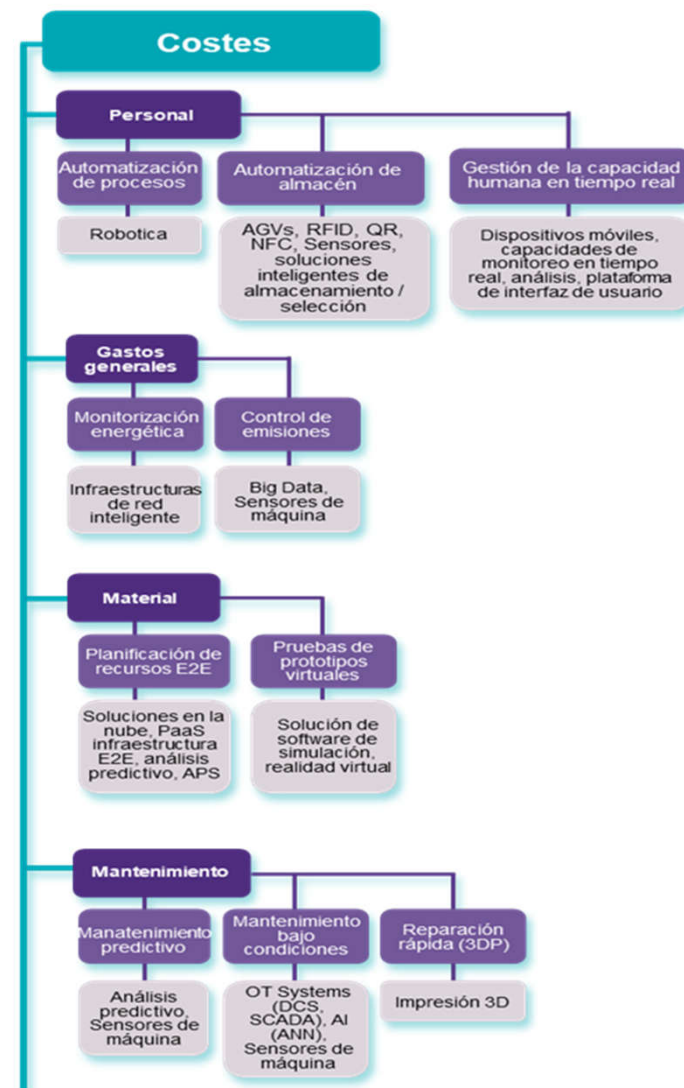 Costes
Personal
Automatización
de procesos
Robotica
Automatización de
almacén
AGVs, RFID, QR,
NFC, Sensores,
soluciones
inteligentes de
almacenamiento /
selección
Gestión de la capacidad
humana en tiempo real
Dispositivos móviles,
capacidades de
monitoreo en tiempo
real, análisis, plataforma
de interfaz de usuario
Gastos
generales
Monitorización
energética
Infraestructuras
de red
inteligente
Control de
emisiones
Big Data,
Sensores de
máquina
Material
Planificación de
recursos E2E
Soluciones en la
nube, PaaS
infraestructura
E2E, análisis
predictivo, APS
Pruebas de
prototipos
virtuales
Solución de
software de
simulación,
realidad virtual
Mantenimiento
Manatenimiento
predictivo
Análisis
predictivo,
Sensores de
máquina
Mantenimiento
bajo
condiciones
OT Systems
(DCS,
SCADA), AI
(ANN),
Sensores de
máquina
Reparación
rápida (3DP)
Impresión 3D